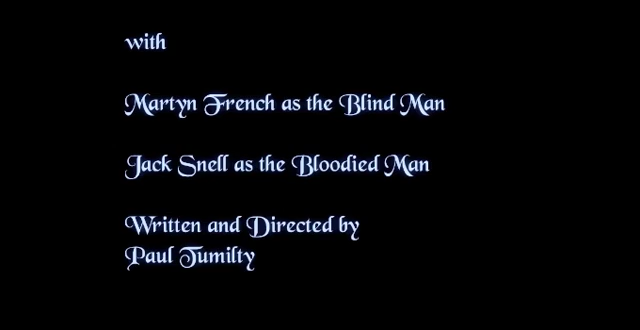 with
Martyn French as the Blind Man
Jack Snell as the Bloodied Man
Written and Directed by
Paul Tumilty